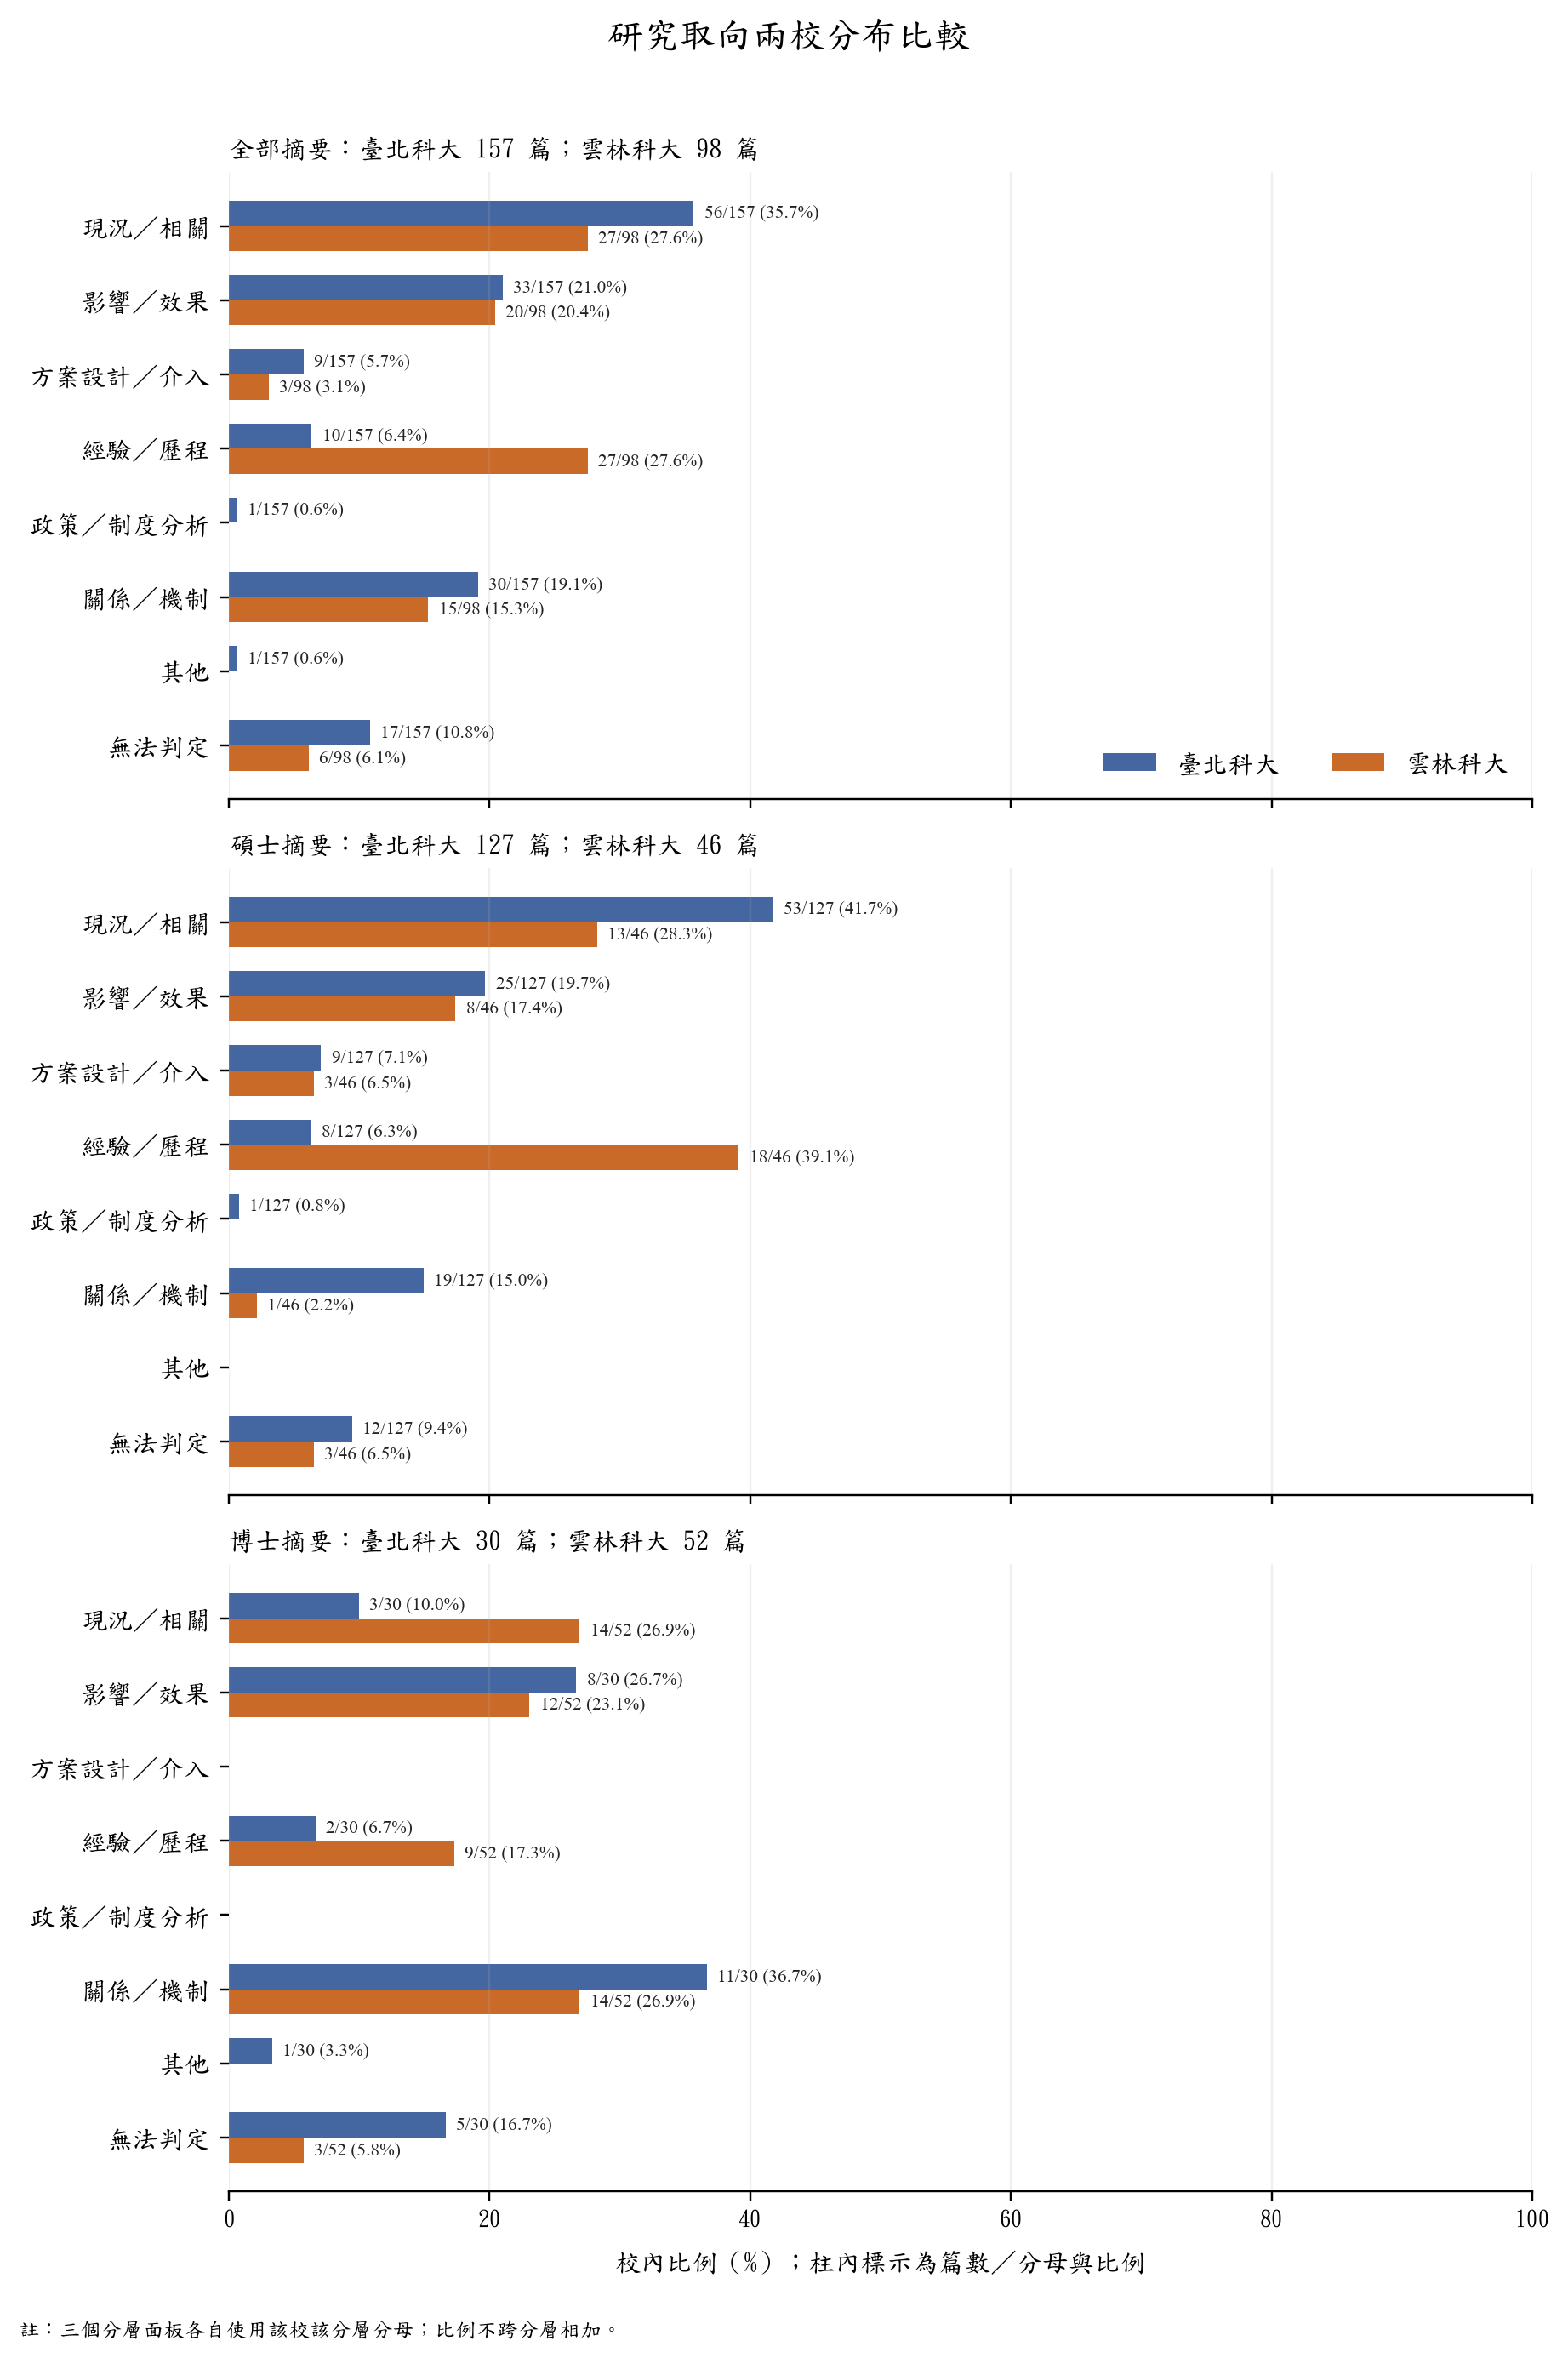 研究取向兩校分布比較
全部摘要：臺北科大 157 篇；雲林科大 98 篇
現況／相關
56/157 (35.7%)
27/98 (27.6%)
影響／效果
33/157 (21.0%)
20/98 (20.4%)
方案設計／介入
9/157 (5.7%)
3/98 (3.1%)
經驗／歷程
10/157 (6.4%)
27/98 (27.6%)
政策／制度分析
1/157 (0.6%)
關係／機制
30/157 (19.1%)
15/98 (15.3%)
其他
1/157 (0.6%)
無法判定
17/157 (10.8%)
6/98 (6.1%)
臺北科大 雲林科大
碩士摘要：臺北科大 127 篇；雲林科大 46 篇
現況／相關
53/127 (41.7%)
13/46 (28.3%)
影響／效果
25/127 (19.7%)
8/46 (17.4%)
方案設計／介入
9/127 (7.1%)
3/46 (6.5%)
經驗／歷程
8/127 (6.3%)
18/46 (39.1%)
政策／制度分析
1/127 (0.8%)
關係／機制
19/127 (15.0%)
1/46 (2.2%)
其他
無法判定
12/127 (9.4%)
3/46 (6.5%)
博士摘要：臺北科大 30 篇；雲林科大 52 篇
現況／相關
3/30 (10.0%)
14/52 (26.9%)
影響／效果
8/30 (26.7%)
12/52 (23.1%)
方案設計／介入
經驗／歷程
2/30 (6.7%)
9/52 (17.3%)
政策／制度分析
關係／機制
11/30 (36.7%)
14/52 (26.9%)
其他
1/30 (3.3%)
無法判定
5/30 (16.7%)
3/52 (5.8%)
0 20 40 60 80 100
校內比例（%）；柱內標示為篇數／分母與比例
註：三個分層面板各自使用該校該分層分母；比例不跨分層相加。